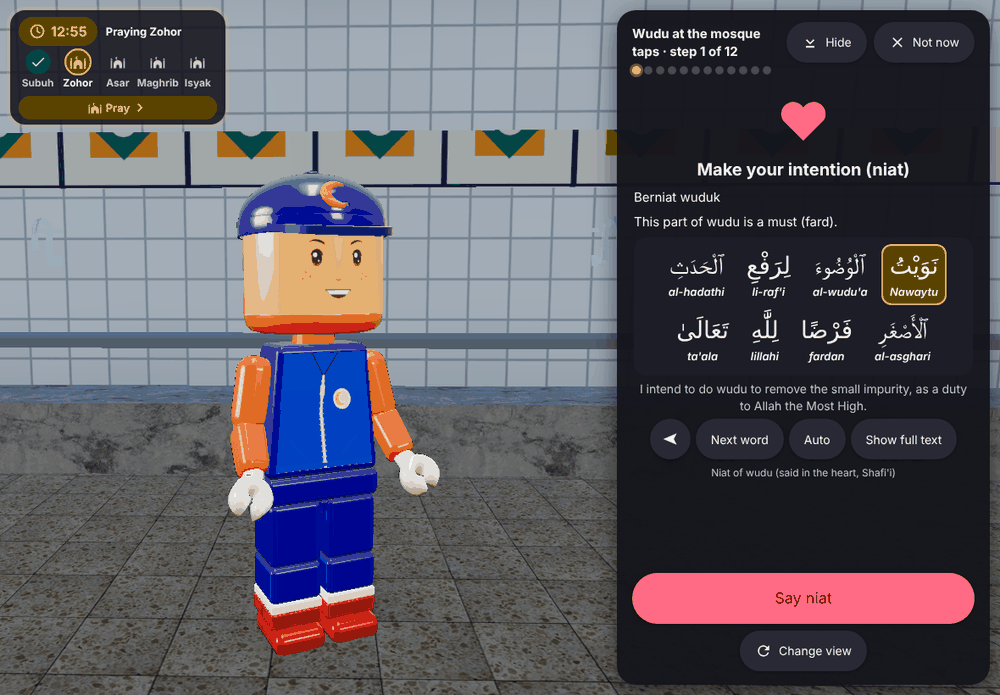 12:55 Praying Zohor
Subuh Zohor Asar Maghrib Isyak
Pray
Wudu at the mosque
taps · step 1 of 12
Hide
Not now
Make your intention (niat)
Berniat wuduk
This part of wudu is a must (fard).
نَوَيْتُ ٱلْوُضُوءَ لِرَفْعِ ٱلْحَدَثِ
Nawaytu al-wudu'a li-raf'i al-hadathi
ٱلْأَصْغَرِ فَرْضًا لِلَّهِ تَعَالَىٰ
al-asghari fardan lillahi ta'ala
I intend to do wudu to remove the small impurity, as a duty
to Allah the Most High.
Next word Auto Show full text
Niat of wudu (said in the heart, Shafi'i)
Say niat
Change view